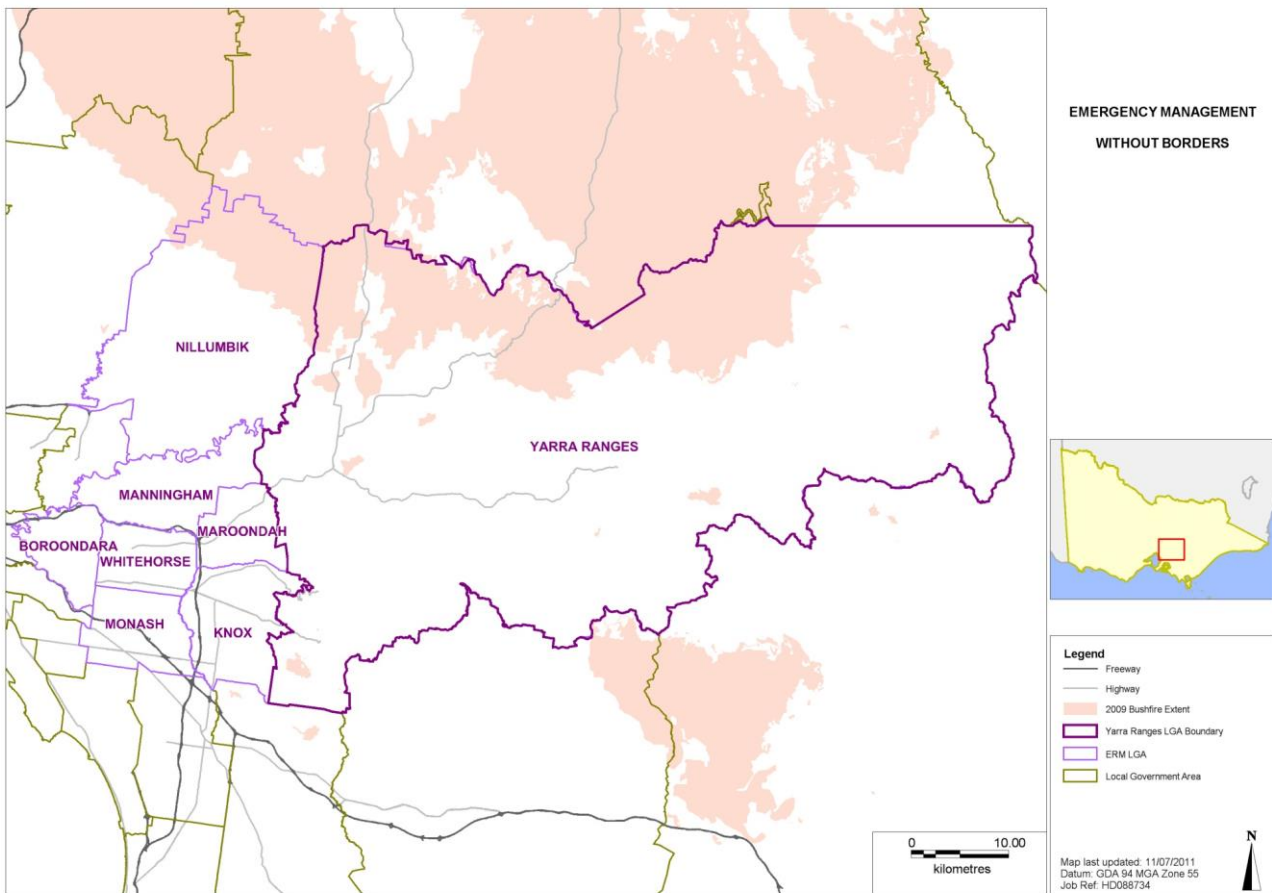 EMERGENCY MANAGEMENT
WITHOUT BORDERS
NILLUMBIK
YARRA RANGES
MANNINGHAM
MAROONDAH
BOROONDARA
WHITEHORSE
MONASH
KNOX
0 10.00
kilometres
Legend
Freeway
Highway
2009 Bushfire Extent
Yarra Ranges LGA Boundary
ERM LGA
Local Government Area
N
Map last updated: 11/07/2011
Datum: GDA 94 MGA Zone 55
Job Ref: HD088734